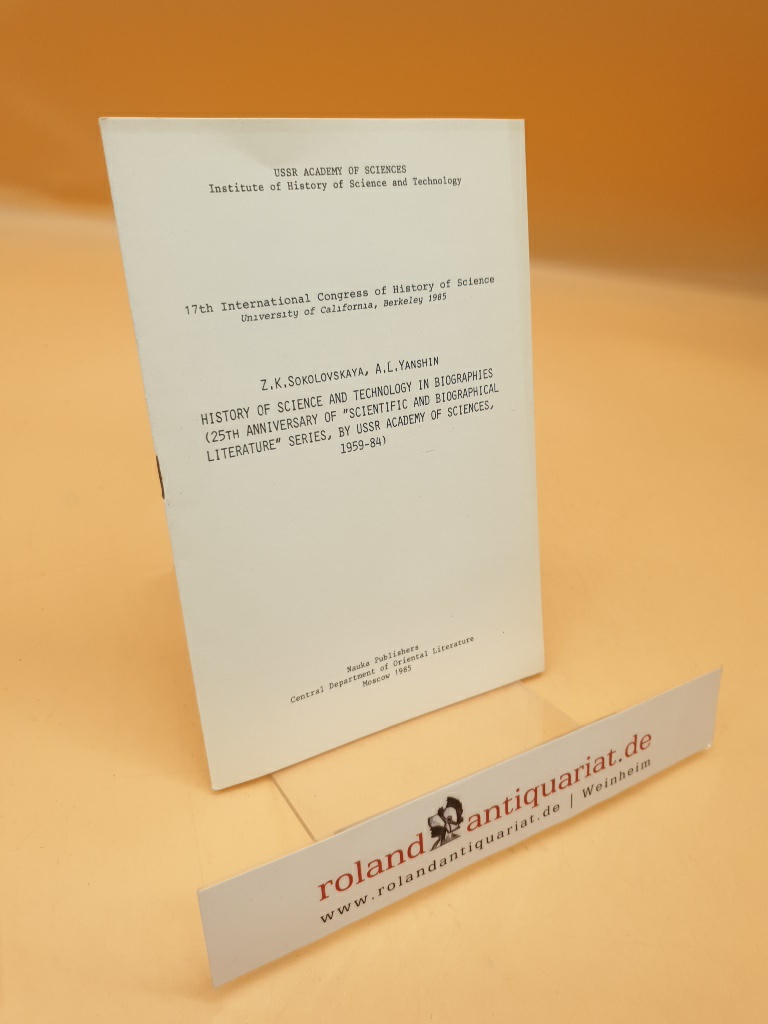 USSR ACADEMY OF SCIENCES
Institute of History of Science and Technology
17th International Congress of History of Science
University of California, Berkeley 1985
Z.K.SOKOLOVSKAYA, A.L.YANSHIN
HISTORY OF SCIENCE AND TECHNOLOGY IN BIOGRAPHIES
(25TH ANNIVERSARY OF "SCIENTIFIC AND BIOGRAPHICAL
LITERATURE" SERIES, BY USSR ACADEMY OF SCIENCES,
1959-84)
Nauka Publishers
Central Department of Oriental Literature
Moscow 1985
roland antiquariat.de
www.rolandantiquariat.de | Weinheim